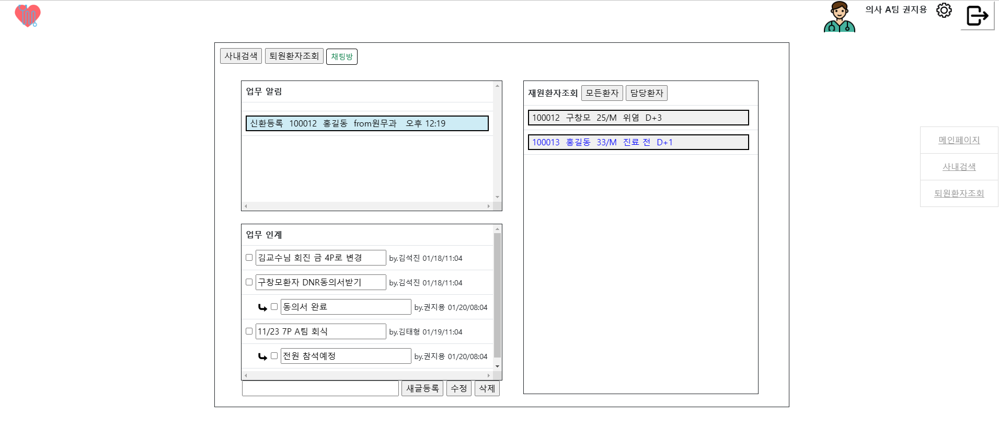 의사 A팀 권지용
사내검색 퇴원환자조회 채팅방
업무 알림
신환등록 100012 홍길동 from원무과 오후 12:19
업무 인계
김교수님 회진 금 4P로 변경 by.김석진 01/18/11:04
구창모환자 DNR동의서받기 by.김석진 01/18/11:04
동의서 완료 by.권지용 01/20/08:04
11/23 7P A팀 회식 by.김태형 01/19/11:04
전원 참석예정 by.권지용 01/20/08:04
새글등록 수정 삭제
재원환자조회 모든환자 담당환자
100012 구창모 25/M 위염 D+3
100013 홍길동 33/M 진료 전 D+1
메인페이지
사내검색
퇴원환자조회